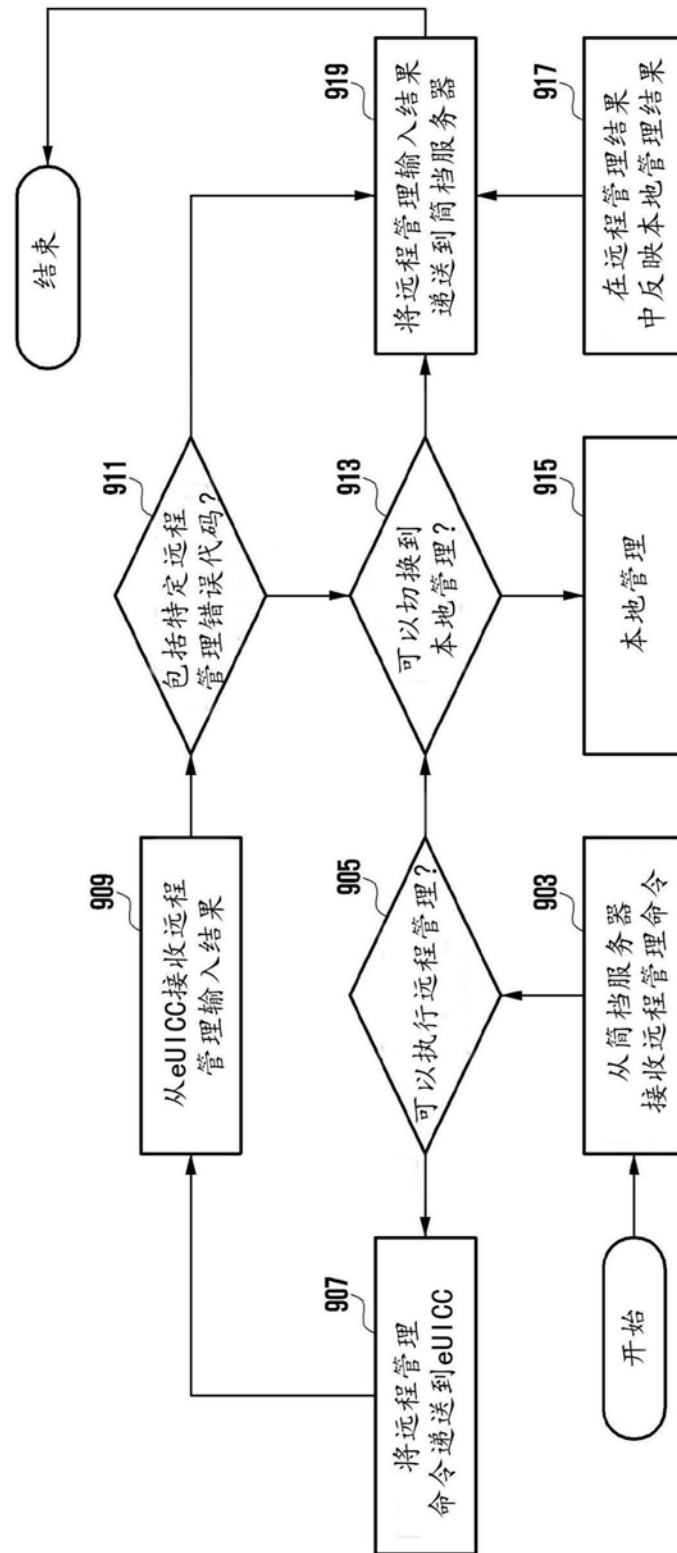 开始
903
从简档服务器
接收远程管理命令
905
可以执行远程管理?
907
将远程管理
命令递送到eUICC
909
从eUICC接收远程
管理输入结果
911
包括特定远程
管理错误代码?
913
可以切换到
本地管理?
915
本地管理
917
在远程管理结果
中反映本地管理结果
919
将远程管理输入结果
递送到简档服务器
结束